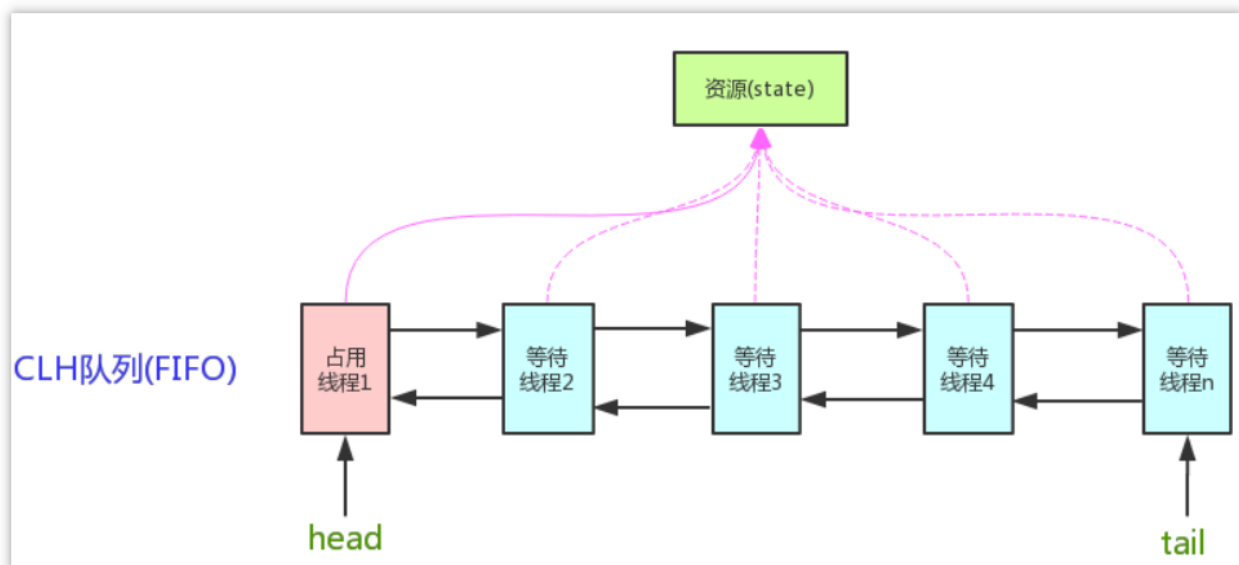 资源(state)
CLH队列(FIFO)
占用
线程1
等待
线程2
等待
线程3
等待
线程4
等待
线程n
head
tail